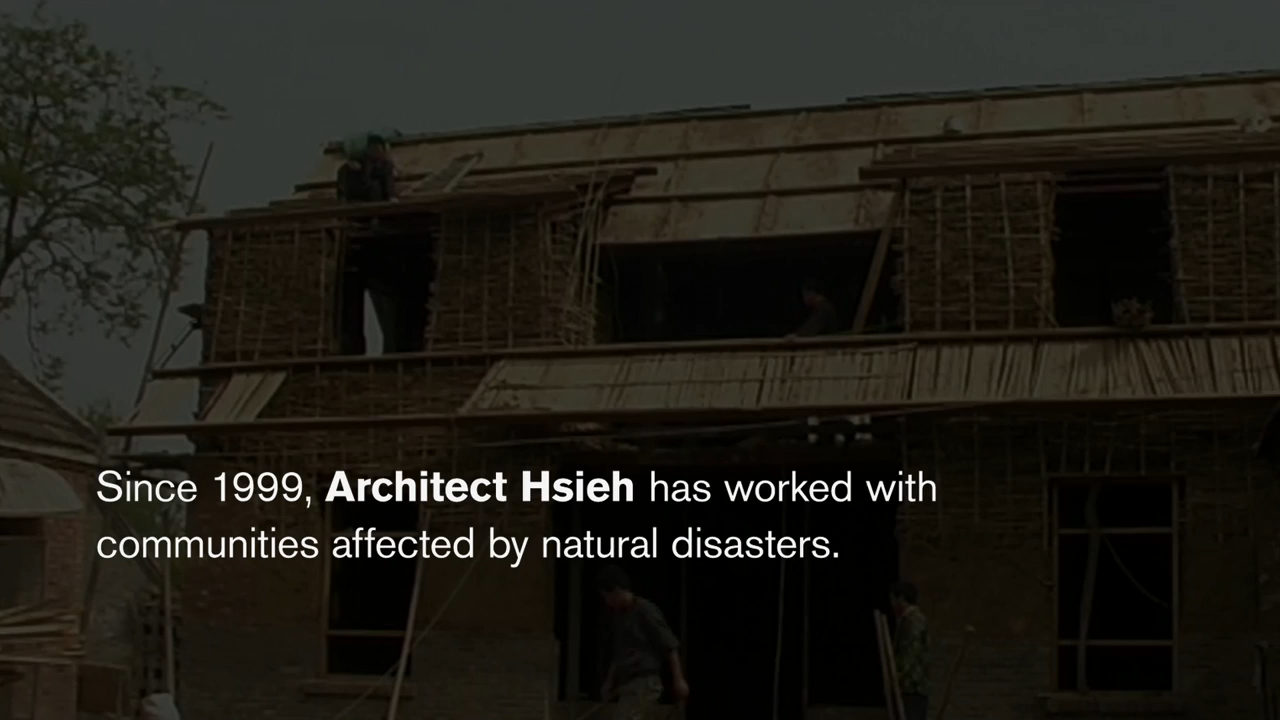 Since 1999, Architect Hsieh has worked with
communities affected by natural disasters.